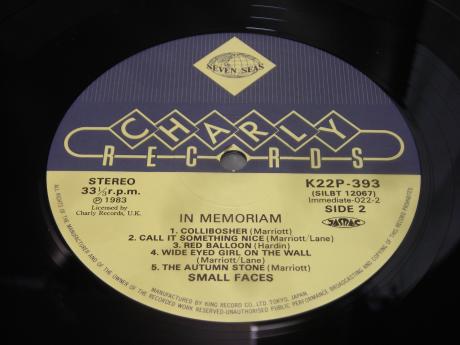 SEVEN SEAS
CHARLY
RECORDS
STEREO
33⅓r.p.m.
Ⓟ 1983
Licensed by
Charly Records, U.K.
K22P-393
(SILBT 12067)
Immediate-022-2
SIDE 2
JASRAC
IN MEMORIAM
1. COLLIBOSHER (Marriott)
2. CALL IT SOMETHING NICE (Marriott/Lane)
3. RED BALLOON (Hardin)
4. WIDE EYED GIRL ON THE WALL
(Marriott/Lane)
5. THE AUTUMN STONE (Marriott)
SMALL FACES
ALL RIGHTS OF THE MANUFACTURER AND OF THE OWNER OF THE RECORDED WORK RESERVED-UNAUTHORISED PUBLIC PERFORMANCE BROADCASTING AND COPYING OF THIS RECORD PROHIBITED
MANUFACTURED BY KING RECORD CO., LTD. TOKYO, JAPAN.